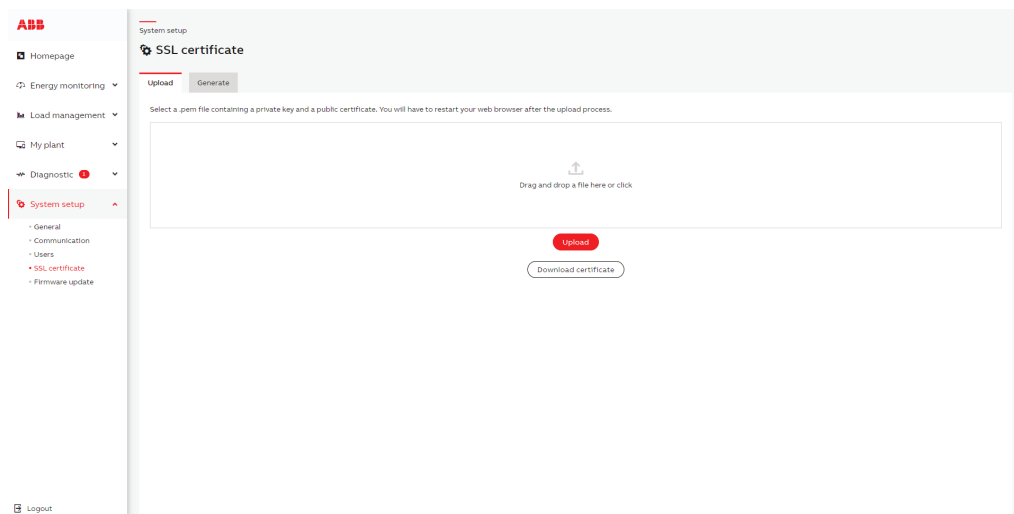 ABB
Homepage
Energy monitoring
Load management
My plant
Diagnostic 1
System setup
General
Communication
Users
SSL certificate
Firmware update
Logout
System setup
SSL certificate
Upload
Generate
Select a .pem file containing a private key and a public certificate. You will have to restart your web browser after the upload process.
Drag and drop a file here or click
Upload
Download certificate